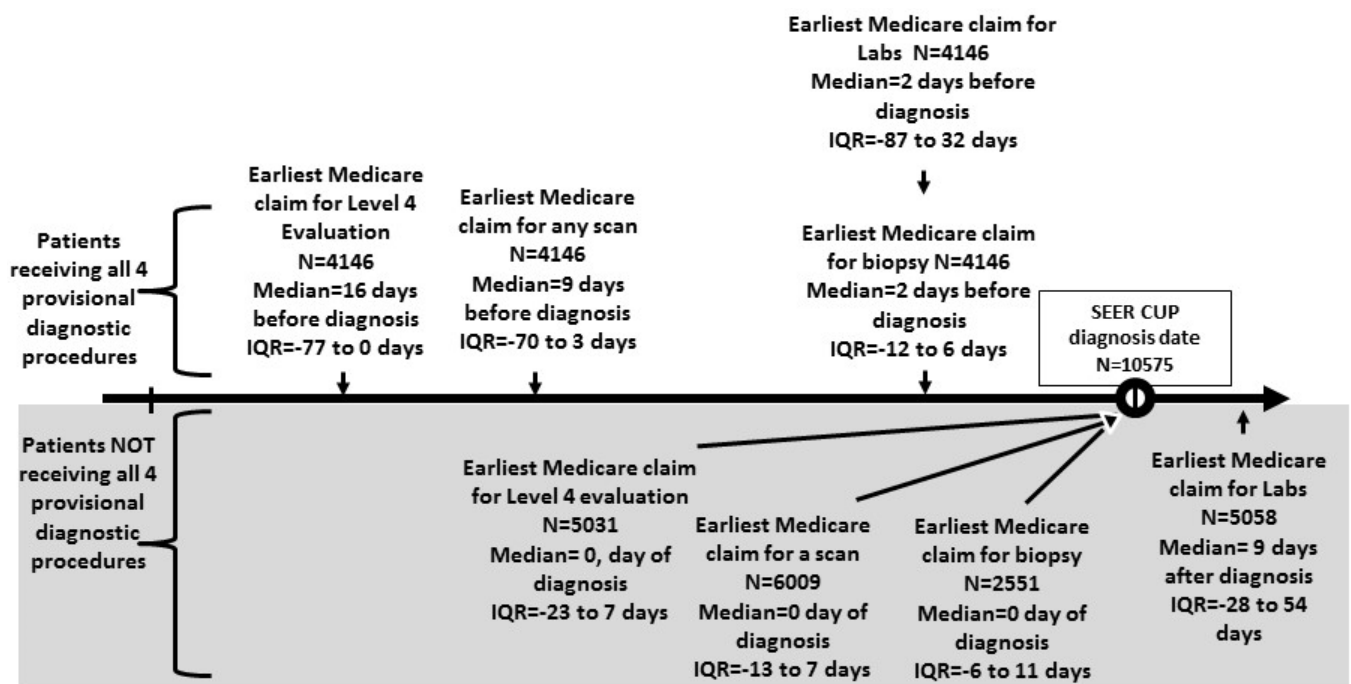 Earliest Medicare claim for
Labs N=4146
Median=2 days before
diagnosis
IQR=-87 to 32 days
Earliest Medicare
claim for Level 4
Evaluation
N=4146
Median=16 days
before diagnosis
IQR=-77 to 0 days
Earliest Medicare
claim for any scan
N=4146
Median=9 days
before diagnosis
IQR=-70 to 3 days
Earliest Medicare claim
for biopsy N=4146
Median=2 days before
diagnosis
IQR=-12 to 6 days
Patients
receiving all 4
provisional
diagnostic
procedures
SEER CUP
diagnosis date
N=10575
Patients NOT
receiving all 4
provisional
diagnostic
procedures
Earliest Medicare claim
for Level 4 evaluation
N=5031
Median= 0, day of
diagnosis
IQR=-23 to 7 days
Earliest Medicare
claim for a scan
N=6009
Median=0 day of
diagnosis
IQR=-13 to 7 days
Earliest Medicare
claim for biopsy
N=2551
Median=0 day of
diagnosis
IQR=-6 to 11 days
Earliest Medicare
claim for Labs
N=5058
Median= 9 days
after diagnosis
IQR=-28 to 54
days